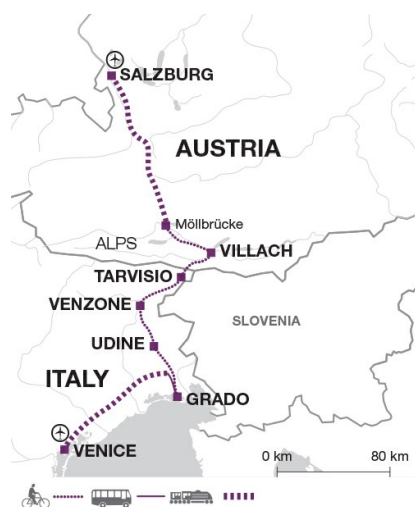 SALZBURG
AUSTRIA
Möllbrücke
ALPS
VILLACH
TARVISIO
VENZONE
SLOVENIA
UDINE
ITALY
GRADO
VENICE
0 km 80 km